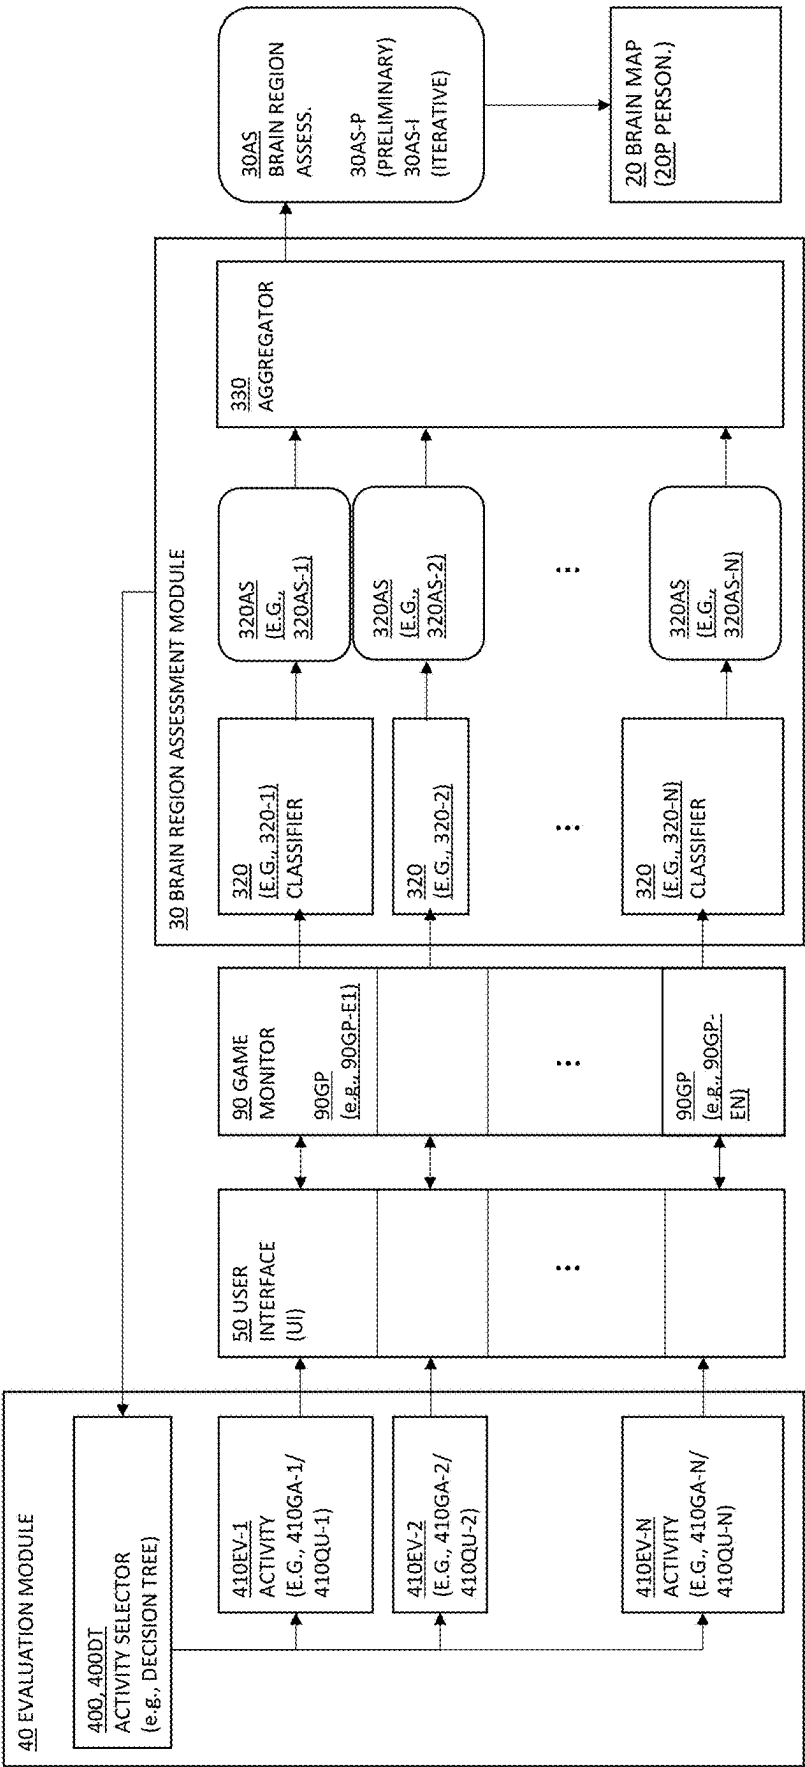 40 EVALUATION MODULE
400, 400DT
ACTIVITY SELECTOR
(e.g., DECISION TREE)
410EV-1
ACTIVITY
(E.G., 410GA-1/
410QU-1)
410EV-2
(E.G., 410GA-2/
410QU-2)
410EV-N
ACTIVITY
(E.G., 410GA-N/
410QU-N)
50 USER
INTERFACE
(UI)
...
90 GAME
MONITOR
90GP
(e.g., 90GP-E1)
...
90GP
(e.g., 90GP-
EN)
30 BRAIN REGION ASSESSMENT MODULE
320
(E.G., 320-1)
CLASSIFIER
320
(E.G., 320-2)
...
320
(E.G., 320-N)
CLASSIFIER
320AS
(E.G.,
320AS-1)
320AS
(E.G.,
320AS-2)
...
320AS
(E.G.,
320AS-N)
330
AGGREGATOR
30AS
BRAIN REGION
ASSESS.
30AS-P
(PRELIMINARY)
30AS-I
(ITERATIVE)
20 BRAIN MAP
(20P PERSON.)